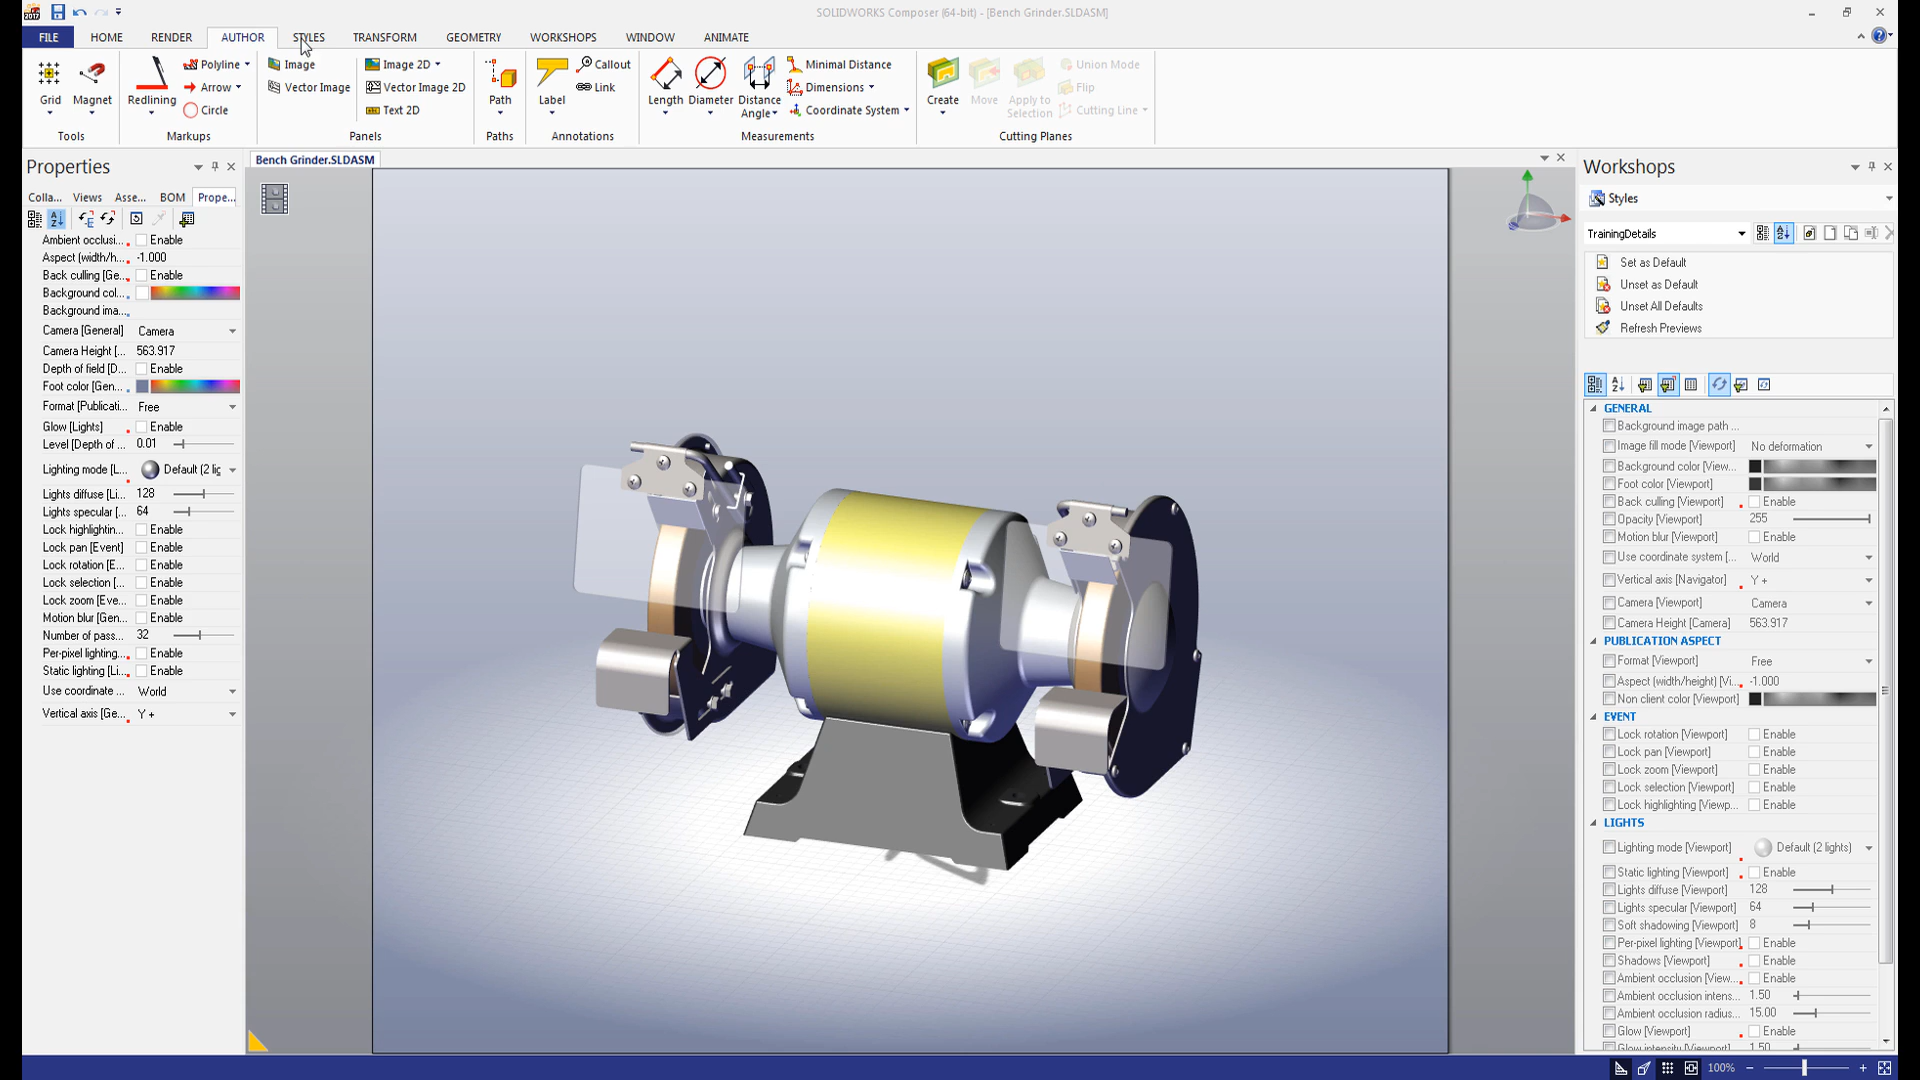 2017
SOLIDWORKS Composer (64-bit) - [Bench Grinder.SLDASM]
FILE HOME RENDER AUTHOR STYLES TRANSFORM GEOMETRY WORKSHOPS WINDOW ANIMATE
Grid
Magnet
Tools
Redlining
Polyline
Arrow
Circle
Markups
Image
Vector Image
Image 2D
Vector Image 2D
Text 2D
Panels
Path
Paths
Label
Callout
Link
Annotations
Length
Diameter
Distance
Angle
Minimal Distance
Dimensions
Coordinate System
Measurements
Create
Move
Apply to
Selection
Union Mode
Flip
Cutting Line
Cutting Planes
Properties
Colla... Views Asse... BOM Prope...
Ambient occlusi... Enable
Aspect (width/h... -1.000
Back culling [Ge... Enable
Background col...
Background ima...
Camera [General] Camera
Camera Height [... 563.917
Depth of field [D... Enable
Foot color [Gen...
Format [Publicati... Free
Glow [Lights] Enable
Level [Depth of ... 0.01
Lighting mode [L... Default (2 lig
Lights diffuse [Li... 128
Lights specular [... 64
Lock highlightin... Enable
Lock pan [Event] Enable
Lock rotation [E... Enable
Lock selection [... Enable
Lock zoom [Eve... Enable
Motion blur [Gen... Enable
Number of pass... 32
Per-pixel lighting... Enable
Static lighting [Li... Enable
Use coordinate ... World
Vertical axis [Ge... Y +
Bench Grinder.SLDASM
Workshops
Styles
TrainingDetails
Set as Default
Unset as Default
Unset All Defaults
Refresh Previews
GENERAL
Background image path ...
Image fill mode [Viewport] No deformation
Background color [View...
Foot color [Viewport]
Back culling [Viewport] Enable
Opacity [Viewport] 255
Motion blur [Viewport] Enable
Use coordinate system [... World
Vertical axis [Navigator] Y +
Camera [Viewport] Camera
Camera Height [Camera] 563.917
PUBLICATION ASPECT
Format [Viewport] Free
Aspect (width/height) [Vi... -1.000
Non client color [Viewport]
EVENT
Lock rotation [Viewport] Enable
Lock pan [Viewport] Enable
Lock zoom [Viewport] Enable
Lock selection [Viewport] Enable
Lock highlighting [Viewp... Enable
LIGHTS
Lighting mode [Viewport] Default (2 lights)
Static lighting [Viewport] Enable
Lights diffuse [Viewport] 128
Lights specular [Viewport] 64
Soft shadowing [Viewport] 8
Per-pixel lighting [Viewport] Enable
Shadows [Viewport] Enable
Ambient occlusion [View... Enable
Ambient occlusion intens... 1.50
Ambient occlusion radius... 15.00
Glow [Viewport] Enable
Glow intensity [Viewport] 1.50
100%